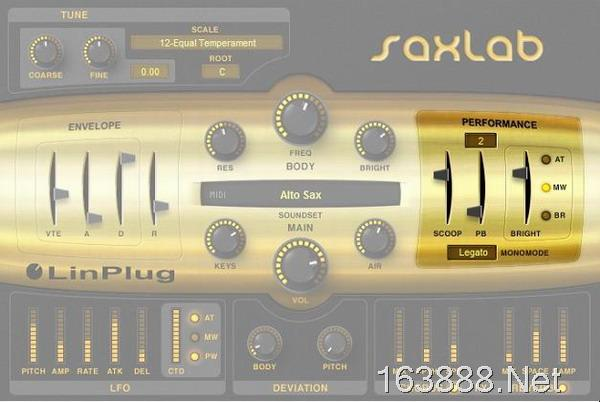 TUNE
SCALE
12-Equal Temperament
COARSE FINE 0.00
ROOT
C
saxLab
ENVELOPE
VTE A D R
RES
FREQ
BODY
BRIGHT
MIDI Alto Sax
SOUNDSET
MAIN
KEYS
AIR
VOL
PERFORMANCE
2
AT
MW
BR
SCOOP PB BRIGHT
Legato MONOMODE
LinPlug
AT
MW
PW
PITCH AMP RATE ATK DEL CTD
LFO
BODY PITCH
DEVIATION
SPACE
163888.Net